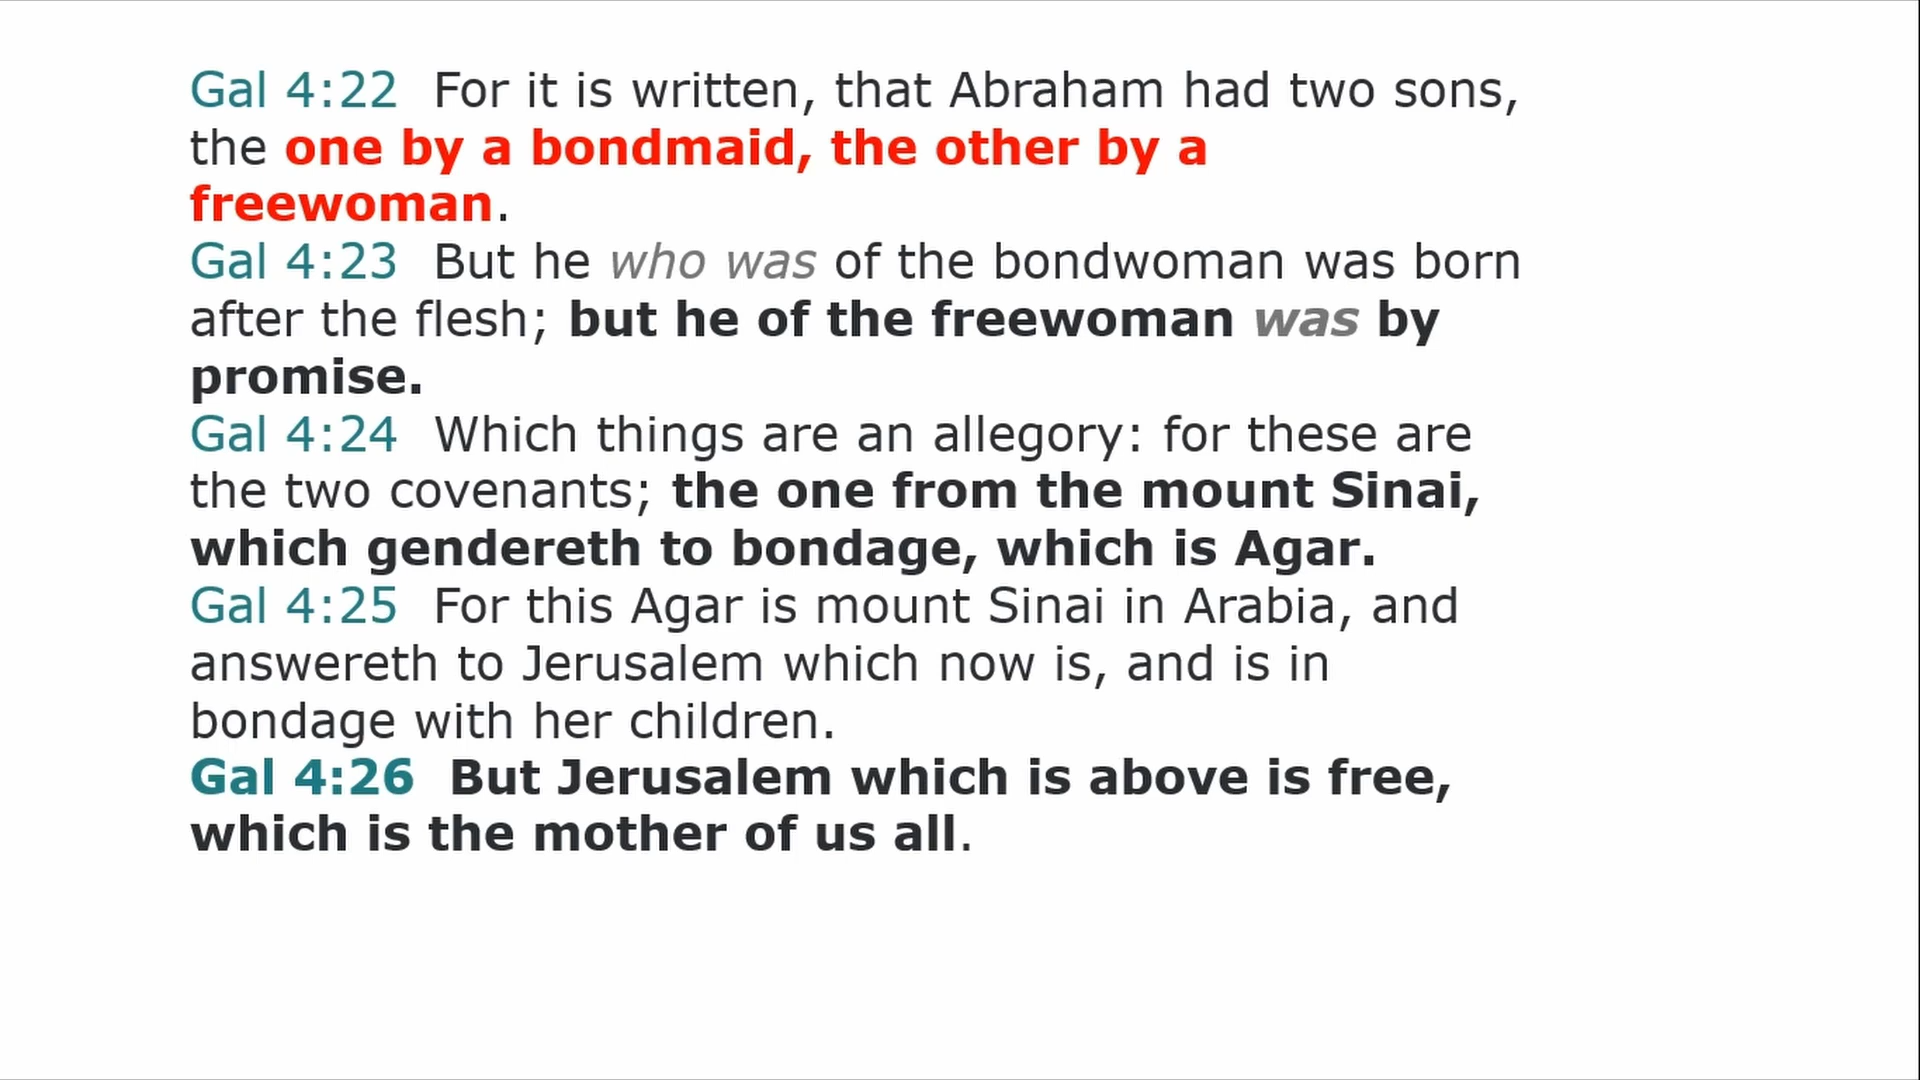 Gal 4:22  For it is written, that Abraham had two sons,
the one by a bondmaid, the other by a
freewoman.
Gal 4:23  But he who was of the bondwoman was born
after the flesh; but he of the freewoman was by
promise.
Gal 4:24  Which things are an allegory: for these are
the two covenants; the one from the mount Sinai,
which gendereth to bondage, which is Agar.
Gal 4:25  For this Agar is mount Sinai in Arabia, and
answereth to Jerusalem which now is, and is in
bondage with her children.
Gal 4:26  But Jerusalem which is above is free,
which is the mother of us all.